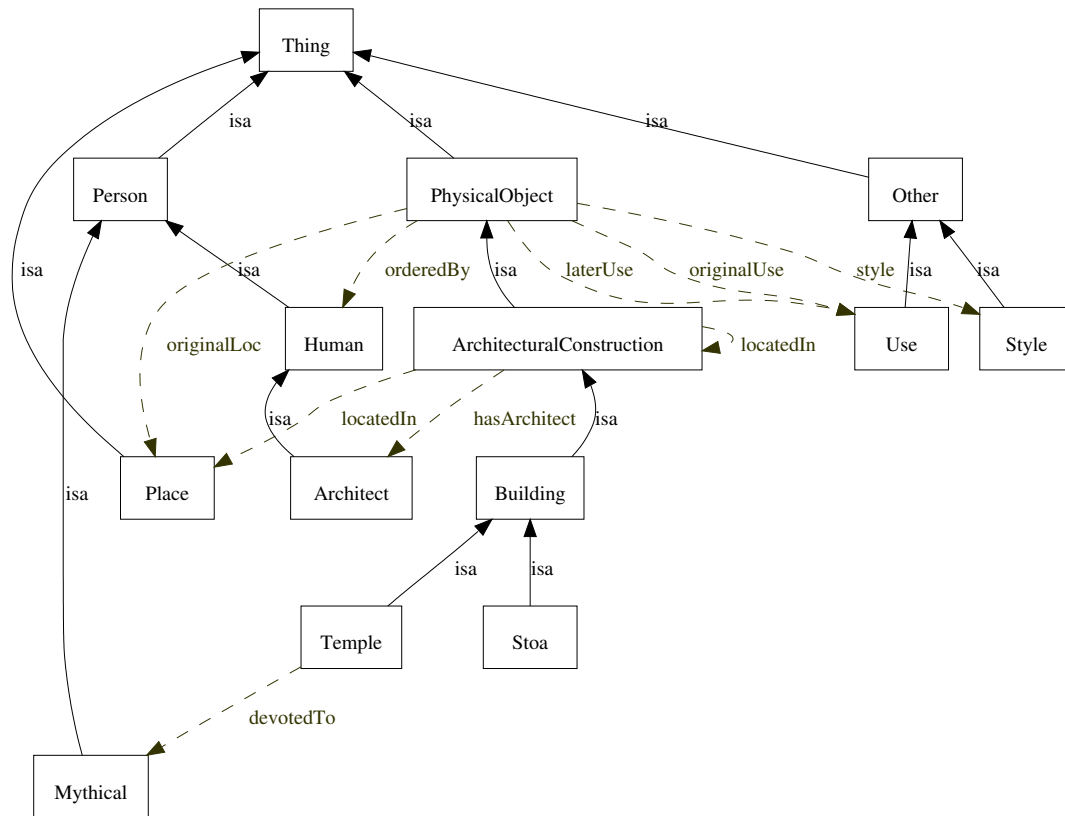 Thing
isa
isa
isa
Person
PhysicalObject
Other
isa
isa
orderedBy
isa
laterUse
originalUse
style
isa
isa
originalLoc
Human
ArchitecturalConstruction
locatedIn
Use
Style
isa
locatedIn
hasArchitect
isa
isa
Place
Architect
Building
isa
isa
Temple
Stoa
devotedTo
Mythical